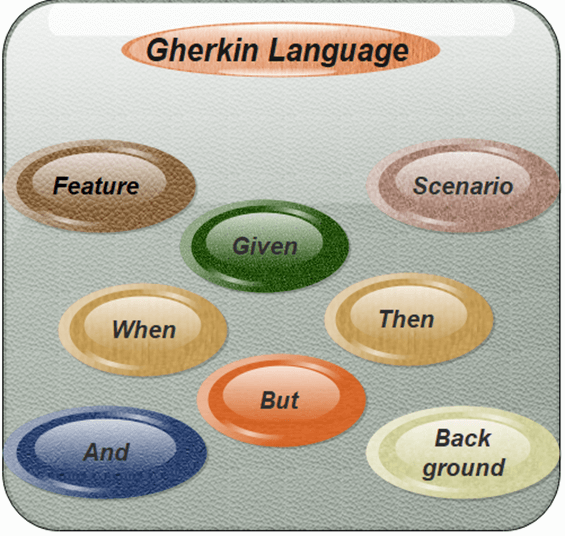 Gherkin Language
Feature
Scenario
Given
When
Then
But
And
Back
ground